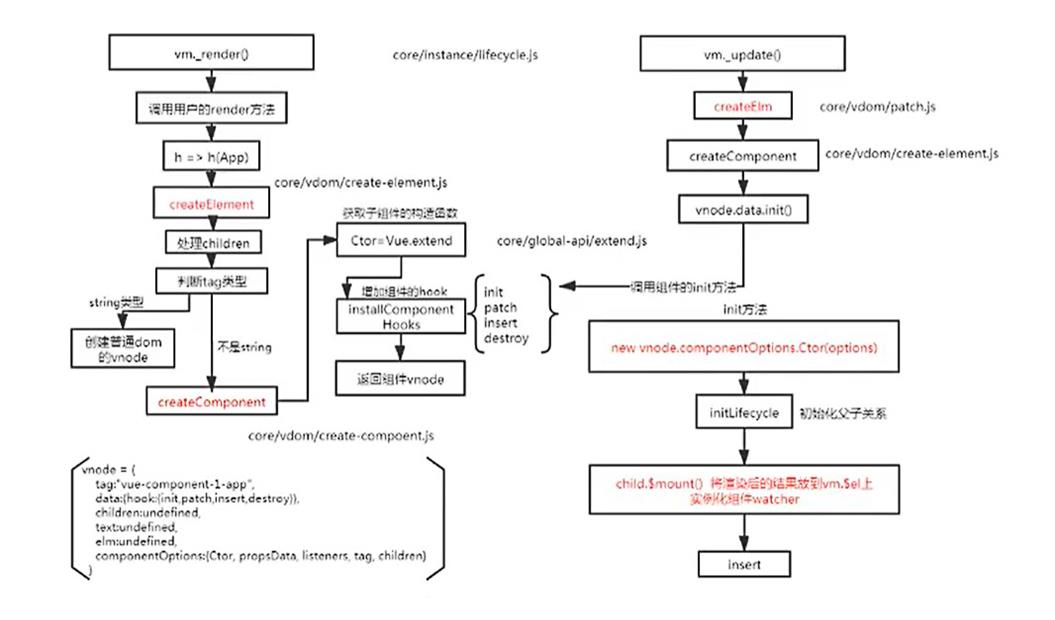 vm._render()
core/instance/lifecycle.js
调用用户的render方法
h => h(App)
core/vdom/create-element.js
createElement
处理children
判断tag类型
string类型
创建普通dom
的vnode
不是string
createComponent
core/vdom/create-compoent.js
获取子组件的构造函数
Ctor=Vue.extend
core/global-api/extend.js
增加组件的hook
installComponent
Hooks
init
patch
insert
destroy
返回组件vnode
vnode = {
tag:"vue-component-1-app",
data:{hook:{init,patch,insert,destroy}},
children:undefined,
text:undefined,
elm:undefined,
componentOptions:{Ctor, propsData, listeners, tag, children}
}
vm._update()
createElm
core/vdom/patch.js
createComponent
core/vdom/create-element.js
vnode.data.init()
调用组件的init方法
init方法
new vnode.componentOptions.Ctor(options)
initLifecycle
初始化父子关系
child.$mount() 将渲染后的结果放到vm.$el上
实例化组件watcher
insert